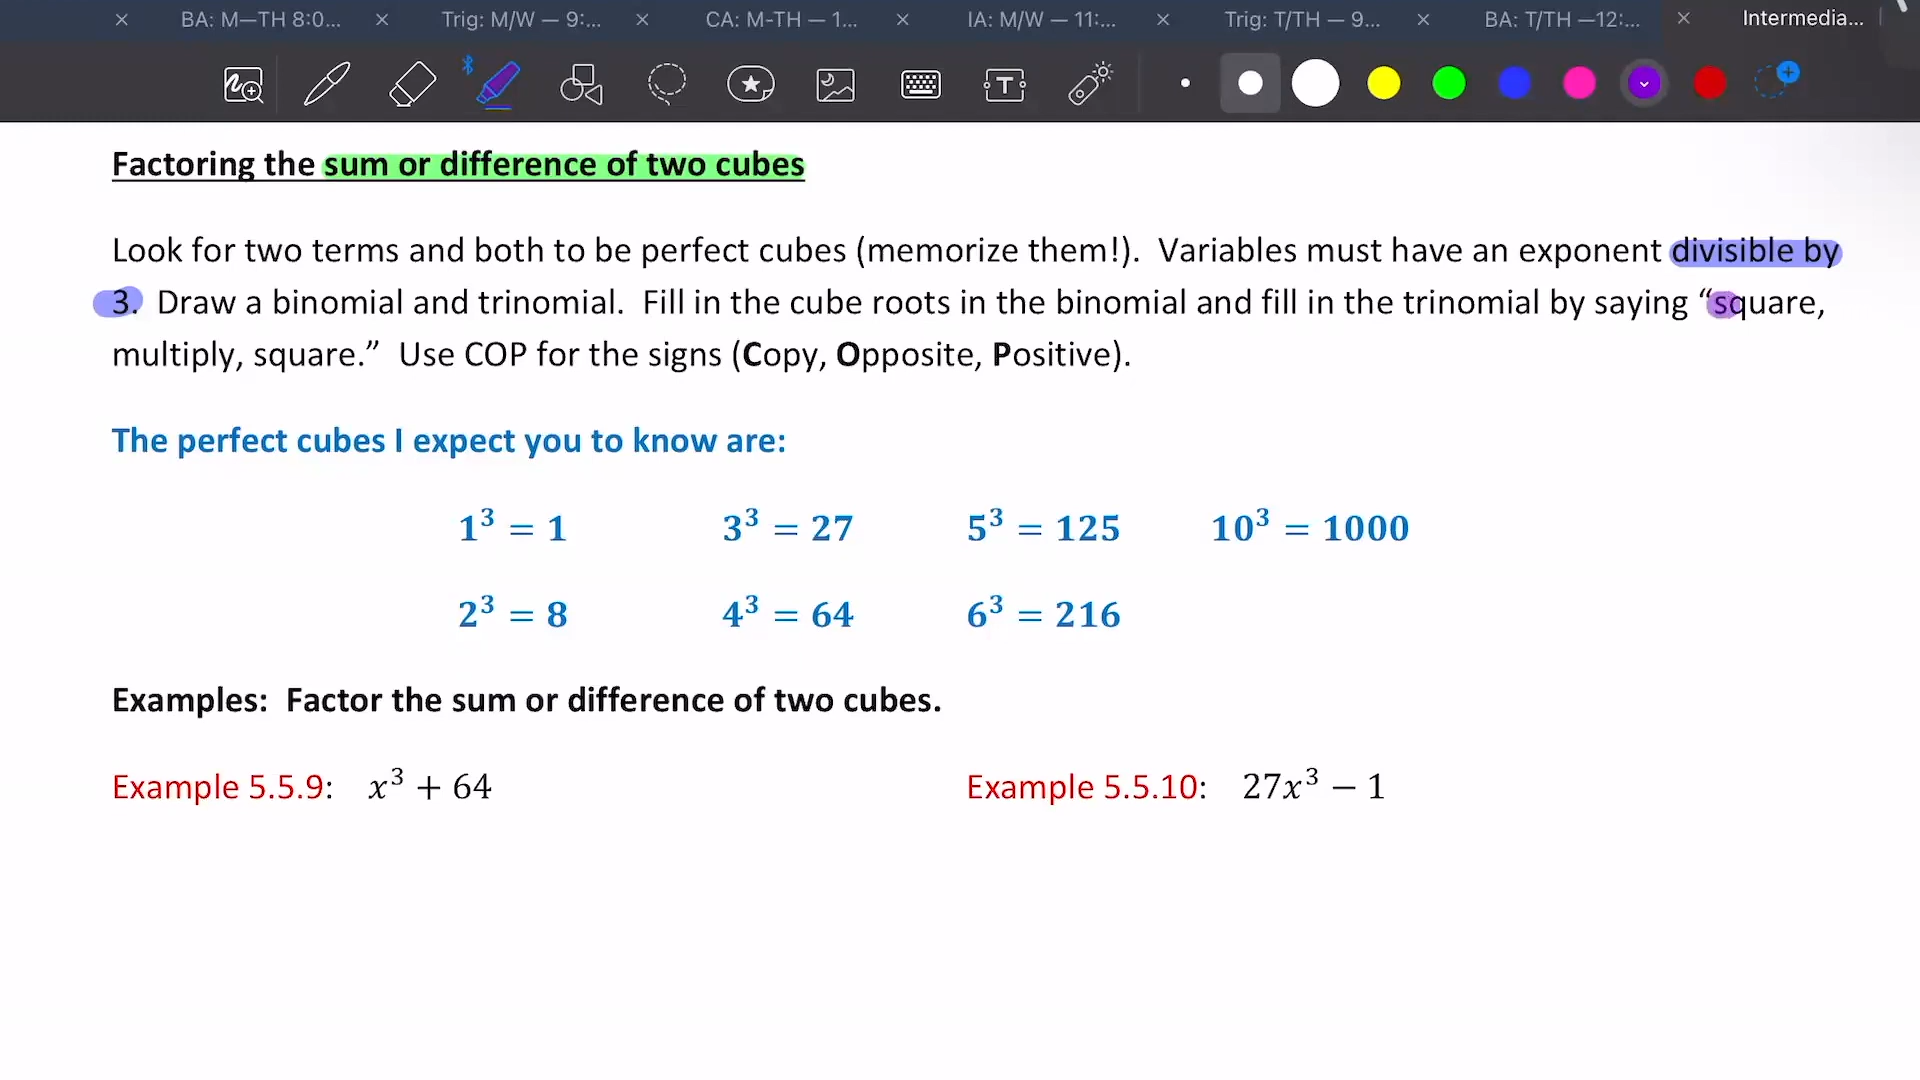 BA: M—TH 8:0... Trig: M/W — 9:... CA: M-TH — 1... IA: M/W — 11:... Trig: T/TH — 9... BA: T/TH —12:... Intermedia...
Factoring the sum or difference of two cubes
Look for two terms and both to be perfect cubes (memorize them!). Variables must have an exponent divisible by
3. Draw a binomial and trinomial. Fill in the cube roots in the binomial and fill in the trinomial by saying “square,
multiply, square.” Use COP for the signs (Copy, Opposite, Positive).
The perfect cubes I expect you to know are:
1³ = 1 3³ = 27 5³ = 125 10³ = 1000
2³ = 8 4³ = 64 6³ = 216
Examples: Factor the sum or difference of two cubes.
Example 5.5.9: x³ + 64 Example 5.5.10: 27x³ − 1